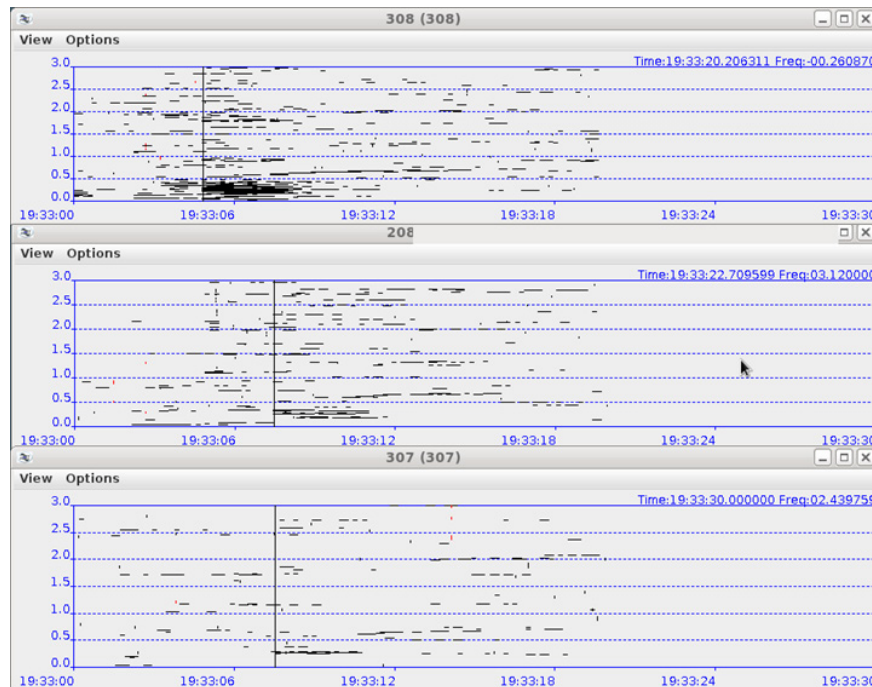 308 (308)
View Options
Time:19:33:20.206311 Freq:-00.260870
3.0
2.5
2.0
1.5
1.0
0.5
0.0
19:33:00 19:33:06 19:33:12 19:33:18 19:33:24 19:33:30
208
View Options
Time:19:33:22.709599 Freq:03.120000
3.0
2.5
2.0
1.5
1.0
0.5
0.0
19:33:00 19:33:06 19:33:12 19:33:18 19:33:24 19:33:30
307 (307)
View Options
Time:19:33:30.000000 Freq:02.439759
3.0
2.5
2.0
1.5
1.0
0.5
0.0
19:33:00 19:33:06 19:33:12 19:33:18 19:33:24 19:33:30